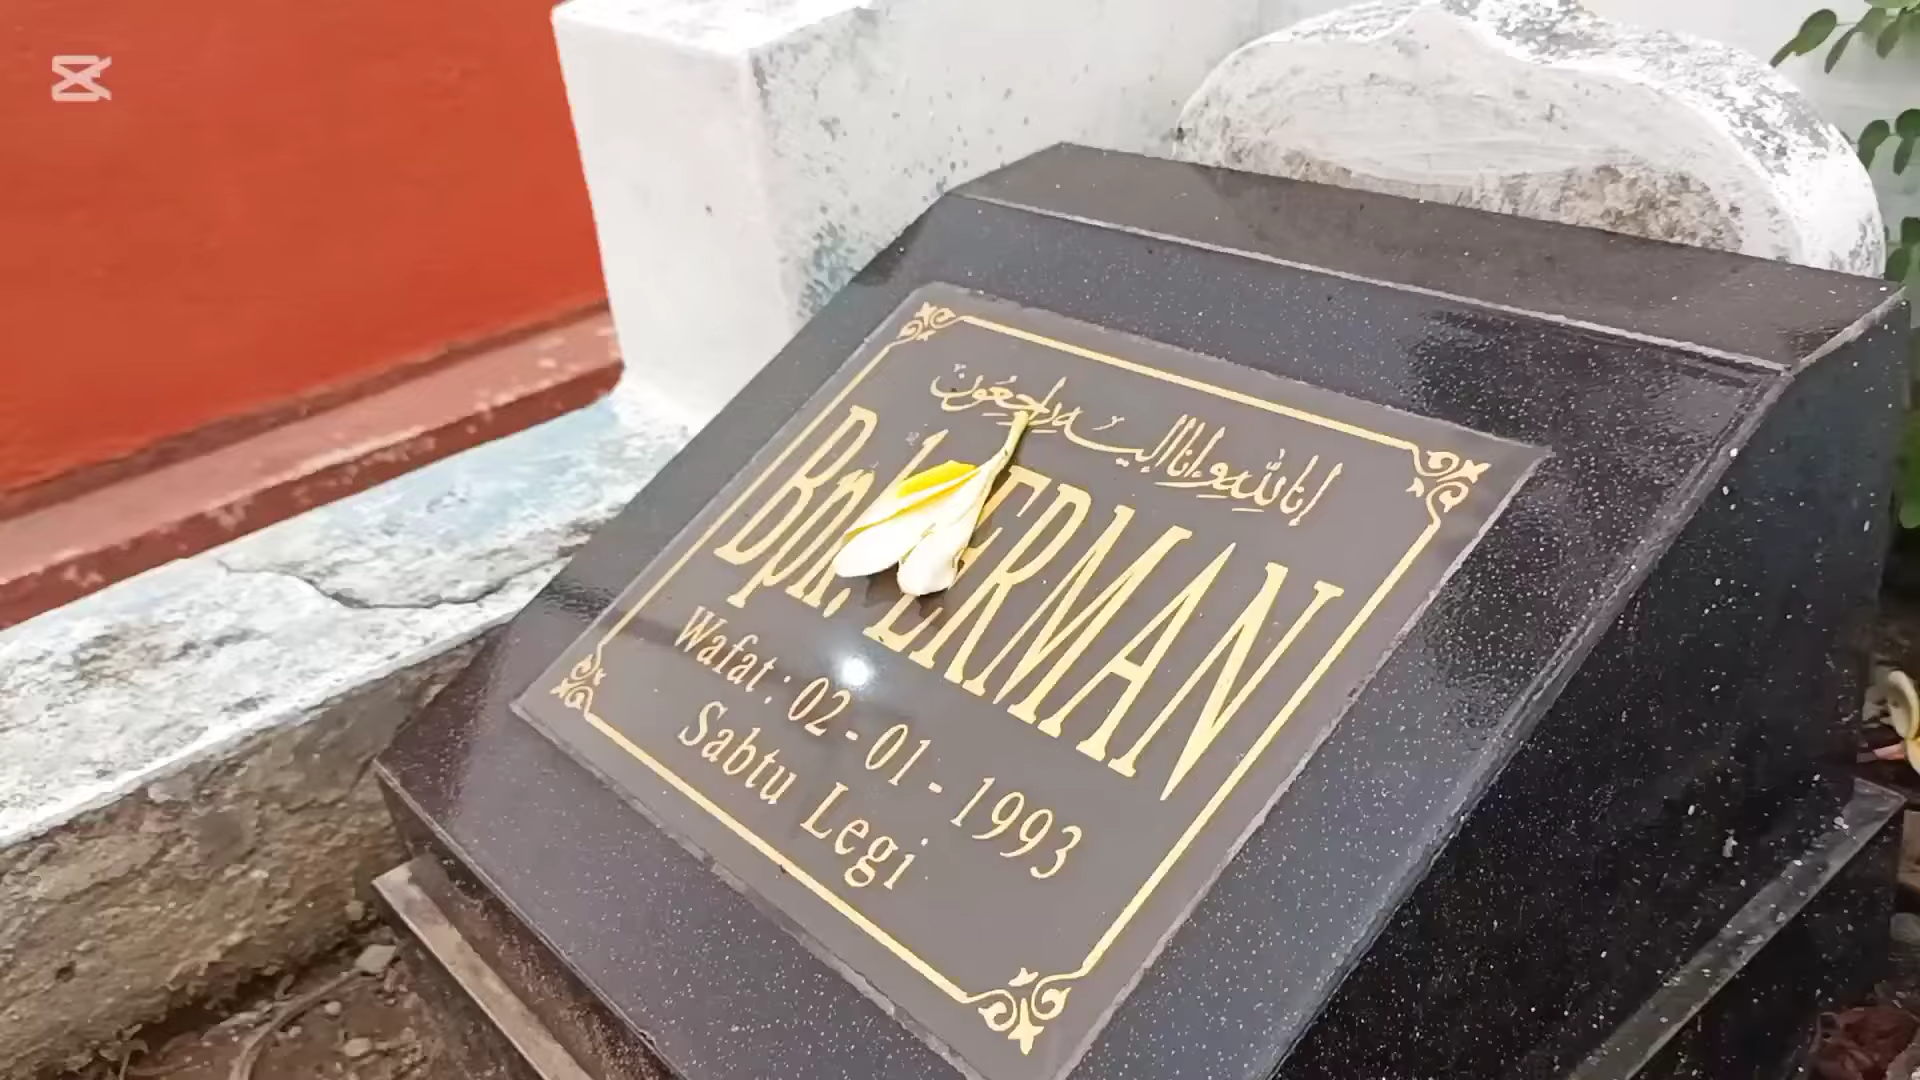 انا لله وانا اليه راجعون
Bpk. ERMAN
Wafat : 02 - 01 - 1993
Sabtu Legi